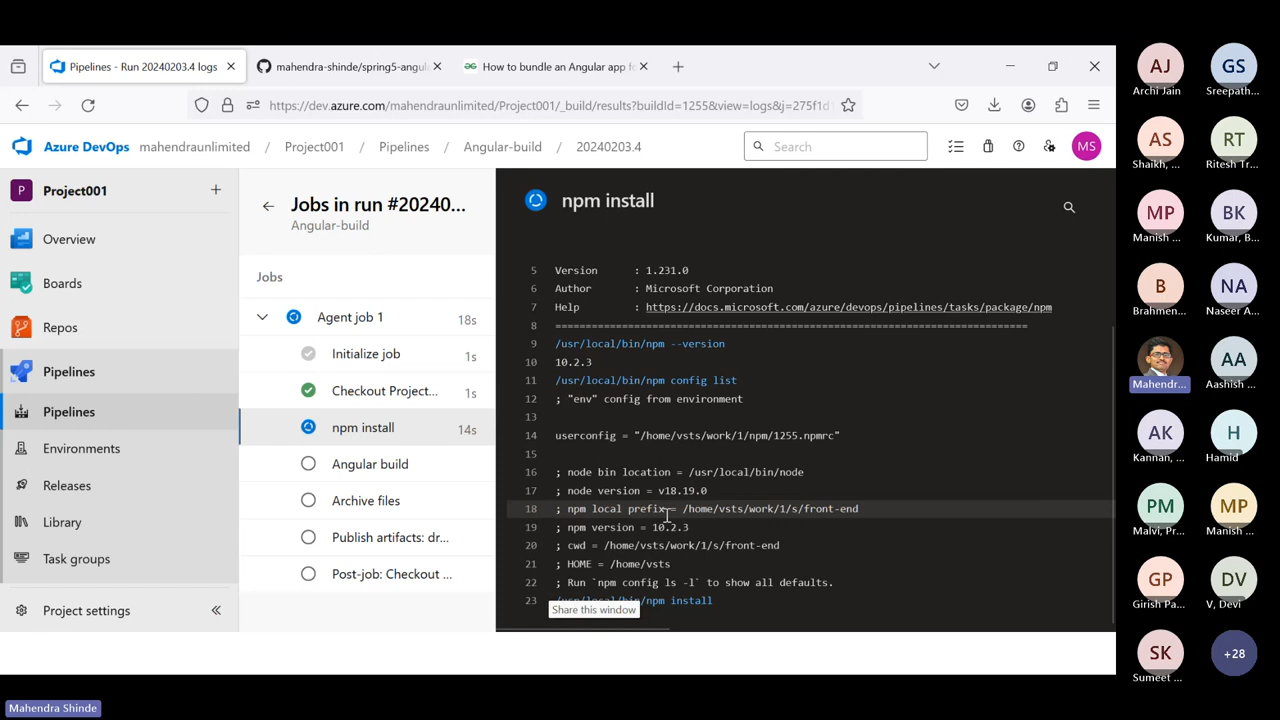 Pipelines - Run 20240203.4 logs
mahendra-shinde/spring5-angul
How to bundle an Angular app fo
https://dev.azure.com/mahendraunlimited/Project001/_build/results?buildId=1255&view=logs&j=275f1d1
Azure DevOps mahendraunlimited / Project001 / Pipelines / Angular-build / 20240203.4
Search
MS
P Project001
Overview
Boards
Repos
Pipelines
Pipelines
Environments
Releases
Library
Task groups
Project settings
Jobs in run #20240...
Angular-build
Jobs
Agent job 1 18s
Initialize job 1s
Checkout Project... 1s
npm install 14s
Angular build
Archive files
Publish artifacts: dr...
Post-job: Checkout ...
npm install
5 Version : 1.231.0
6 Author : Microsoft Corporation
7 Help : https://docs.microsoft.com/azure/devops/pipelines/tasks/package/npm
8 ==============================================================================
9 /usr/local/bin/npm --version
10 10.2.3
11 /usr/local/bin/npm config list
12 ; "env" config from environment
13
14 userconfig = "/home/vsts/work/1/npm/1255.npmrc"
15
16 ; node bin location = /usr/local/bin/node
17 ; node version = v18.19.0
18 ; npm local prefix = /home/vsts/work/1/s/front-end
19 ; npm version = 10.2.3
20 ; cwd = /home/vsts/work/1/s/front-end
21 ; HOME = /home/vsts
22 ; Run `npm config ls -l` to show all defaults.
23 /usr/local/bin/npm install
Share this window
AJ
Archi Jain
GS
Sreepath...
AS
Shaikh, ...
RT
Ritesh Tr...
MP
Manish ...
BK
Kumar, B...
B
Brahmen...
NA
Naseer A...
Mahendr...
AA
Aashish ...
AK
Kannan, ...
H
Hamid
PM
Malvi, Pr...
MP
Manish ...
GP
Girish Pa...
DV
V, Devi
SK
Sumeet ...
+28
Mahendra Shinde